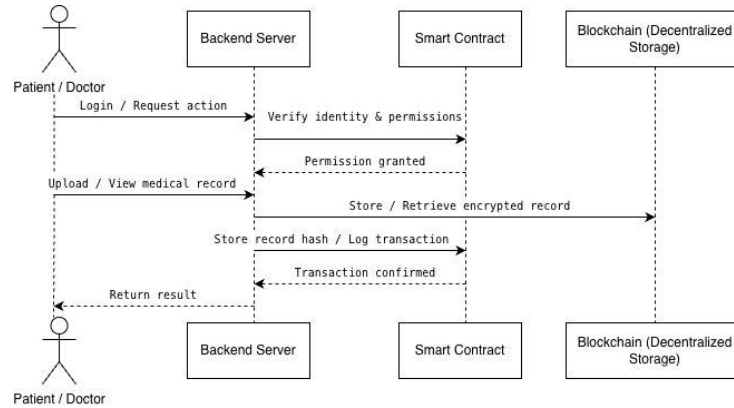 Backend Server
Smart Contract
Blockchain (Decentralized
Storage)
Patient / Doctor
Login / Request action
Verify identity & permissions
Permission granted
Upload / View medical record
Store / Retrieve encrypted record
Store record hash / Log transaction
Transaction confirmed
Return result
Backend Server
Smart Contract
Blockchain (Decentralized
Storage)
Patient / Doctor